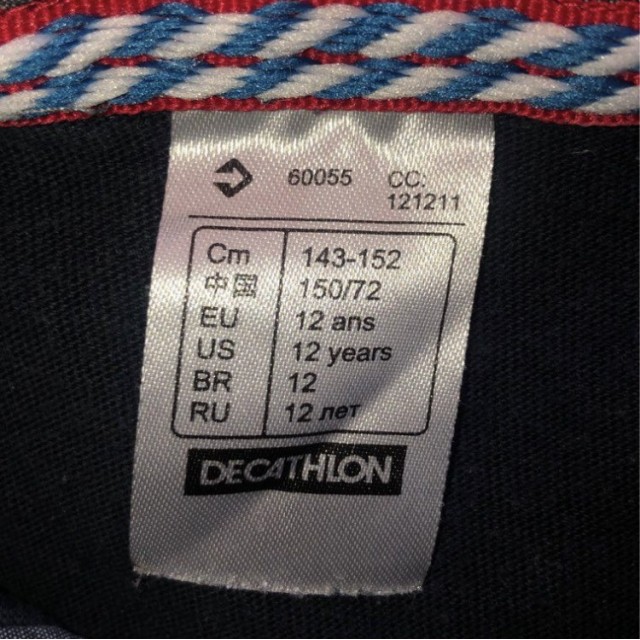 60055 CC:
121211
Cm 143-152
中国 150/72
EU 12 ans
US 12 years
BR 12
RU 12 лет
DECATHLON